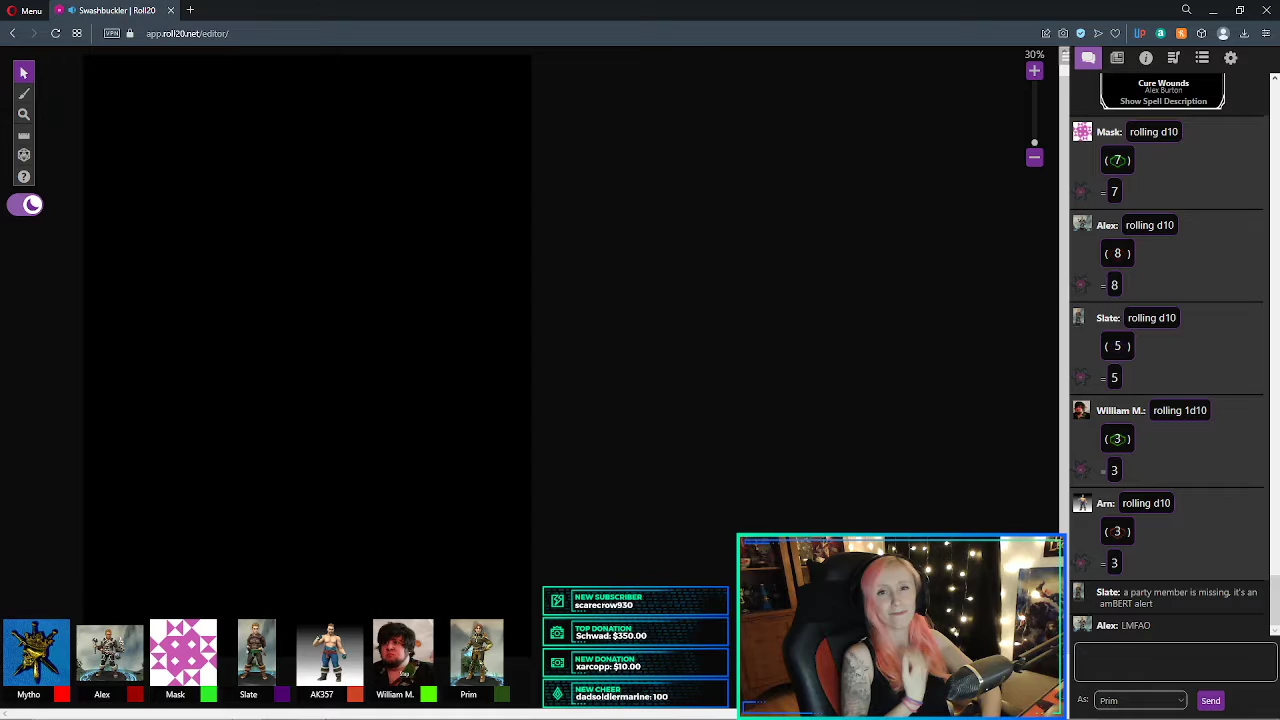 Menu
Swashbuckler | Roll20
VPN
app.roll20.net/editor/
30%
Cure Wounds
Alex Burton
Show Spell Description
Mask: rolling d10
(7)
=7
Alex: rolling d10
(8)
=8
Slate: rolling d10
(5)
=5
William M.: rolling 1d10
(3)
=3
Arn: rolling d10
(3)
=3
Slate: a party member is missing. it's an
amBERT alert
Alex: LMFAO
As: Prim
Send
NEW SUBSCRIBER
scarecrow930
TOP DONATION
Schwad: $350.00
NEW DONATION
xarcopp: $10.00
NEW CHEER
dadsoldiermarine: 100
Mytho
Alex
Mask
Slate
AK357
William M.
Prim